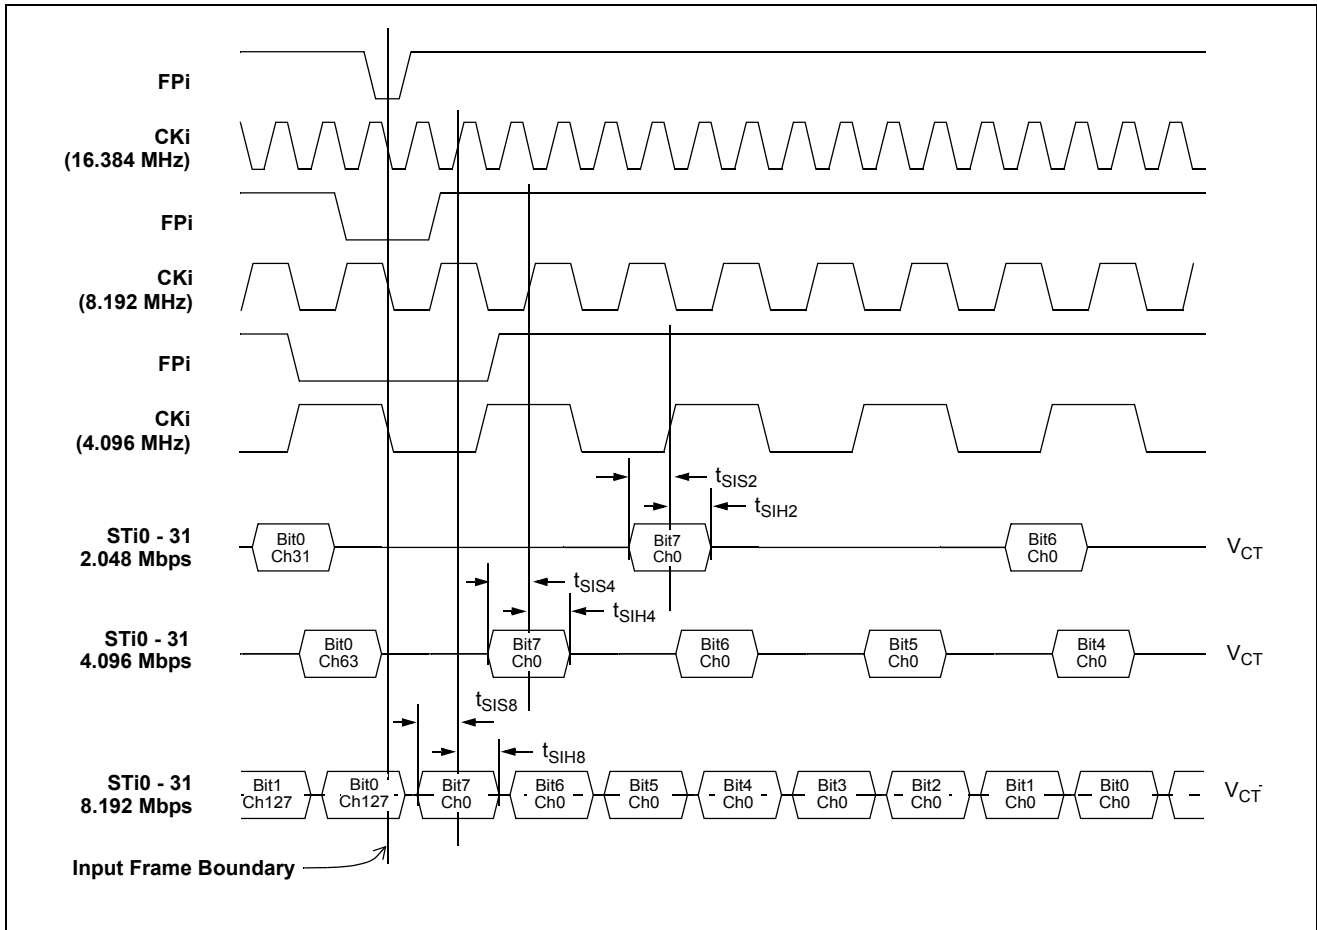 FPi
CKi
(16.384 MHz)
FPi
CKi
(8.192 MHz)
FPi
CKi
(4.096 MHz)
tSIS2
tSIH2
STi0 - 31
2.048 Mbps
Bit0
Ch31
Bit7
Ch0
Bit6
Ch0
VCT
tSIS4
tSIH4
STi0 - 31
4.096 Mbps
Bit0
Ch63
Bit7
Ch0
Bit6
Ch0
Bit5
Ch0
Bit4
Ch0
VCT
tSIS8
tSIH8
STi0 - 31
8.192 Mbps
Bit1
Ch127
Bit0
Ch127
Bit7
Ch0
Bit6
Ch0
Bit5
Ch0
Bit4
Ch0
Bit3
Ch0
Bit2
Ch0
Bit1
Ch0
Bit0
Ch0
VCT
Input Frame Boundary